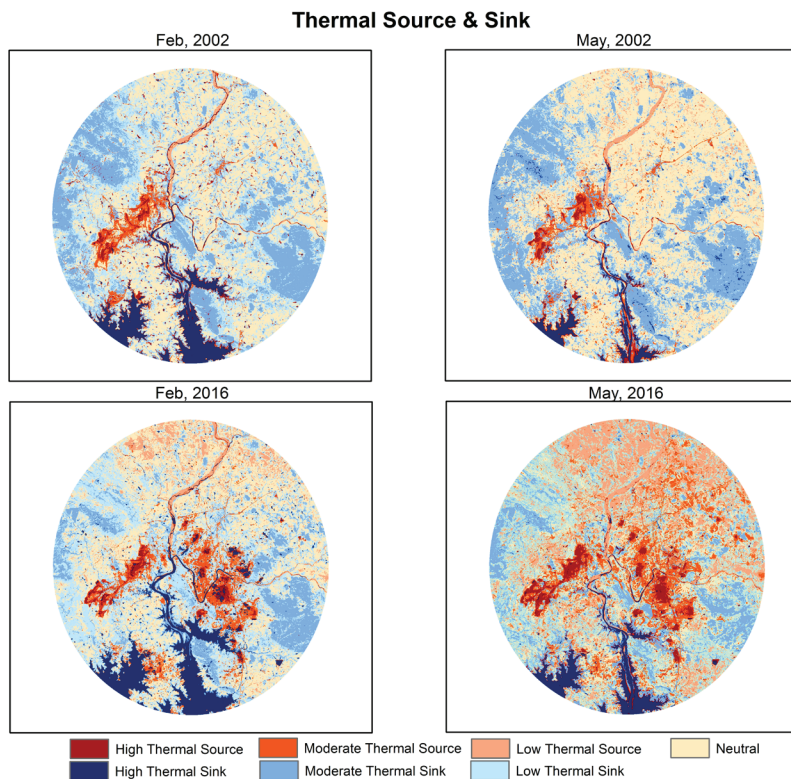 Thermal Source & Sink
Feb, 2002
May, 2002
Feb, 2016
May, 2016
High Thermal Source
Moderate Thermal Source
Low Thermal Source
Neutral
High Thermal Sink
Moderate Thermal Sink
Low Thermal Sink